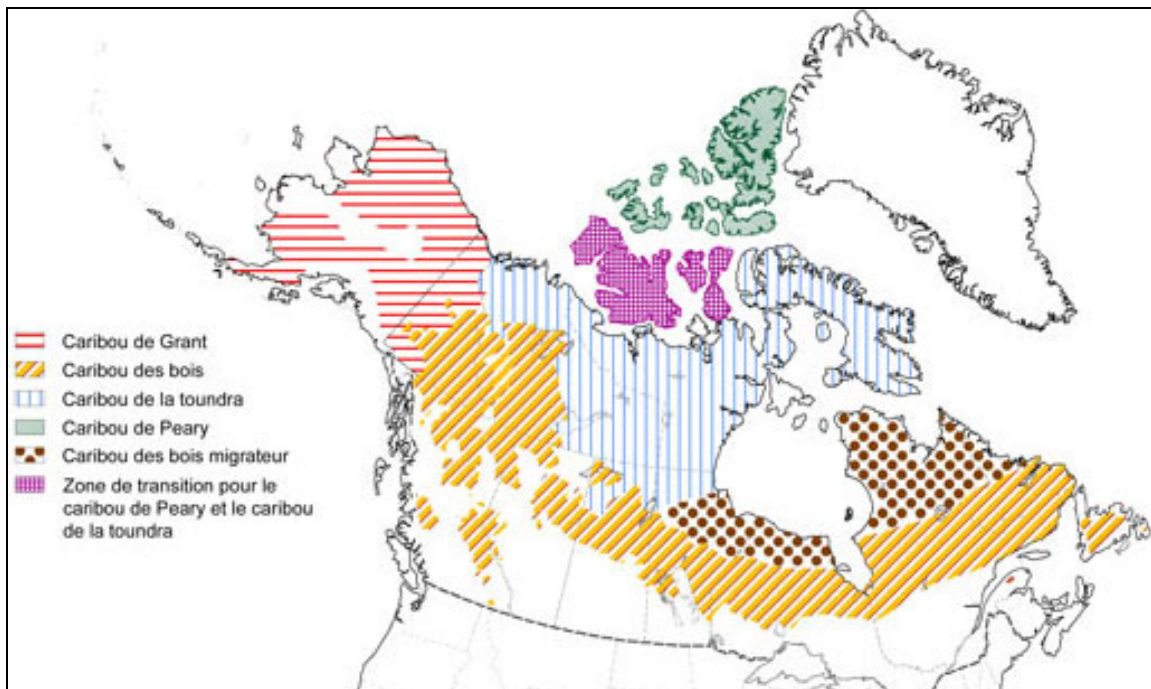 Caribou de Grant
Caribou des bois
Caribou de la toundra
Caribou de Peary
Caribou des bois migrateur
Zone de transition pour le
caribou de Peary et le caribou
de la toundra